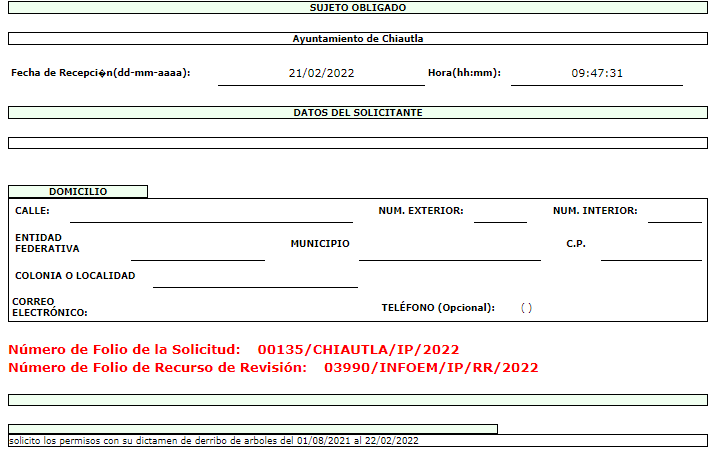 SUJETO OBLIGADO
Ayuntamiento de Chiautla
Fecha de Recepci�n(dd-mm-aaaa): 21/02/2022 Hora(hh:mm): 09:47:31
DATOS DEL SOLICITANTE
DOMICILIO
CALLE: NUM. EXTERIOR: NUM. INTERIOR:
ENTIDAD
FEDERATIVA MUNICIPIO C.P.
COLONIA O LOCALIDAD
CORREO
ELECTRÓNICO: TELÉFONO (Opcional): ( )
Número de Folio de la Solicitud: 00135/CHIAUTLA/IP/2022
Número de Folio de Recurso de Revisión: 03990/INFOEM/IP/RR/2022
solicito los permisos con su dictamen de derribo de arboles del 01/08/2021 al 22/02/2022